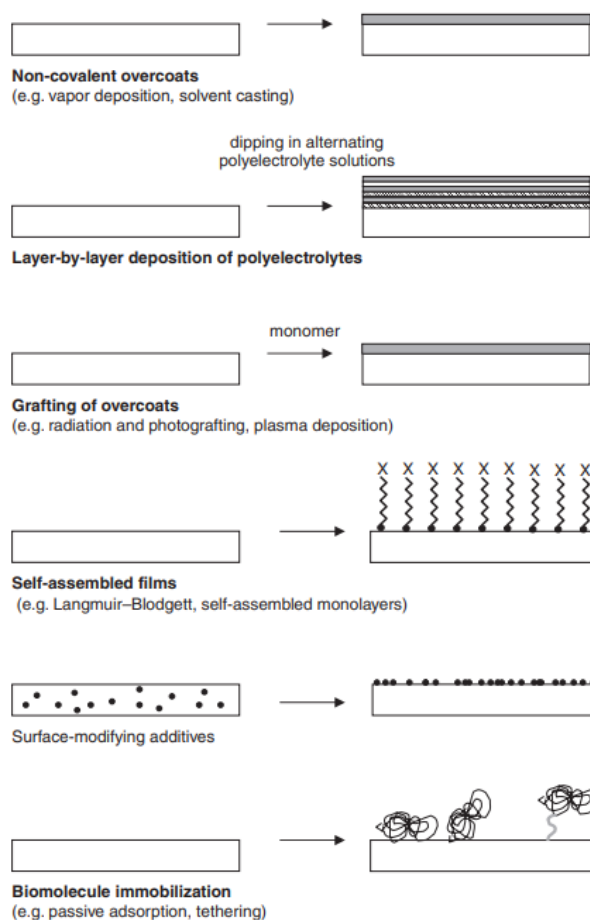 Non-covalent overcoats
(e.g. vapor deposition, solvent casting)
dipping in alternating
polyelectrolyte solutions
Layer-by-layer deposition of polyelectrolytes
monomer
Grafting of overcoats
(e.g. radiation and photografting, plasma deposition)
X X X X X X X X X
Self-assembled films
(e.g. Langmuir–Blodgett, self-assembled monolayers)
Surface-modifying additives
Biomolecule immobilization
(e.g. passive adsorption, tethering)